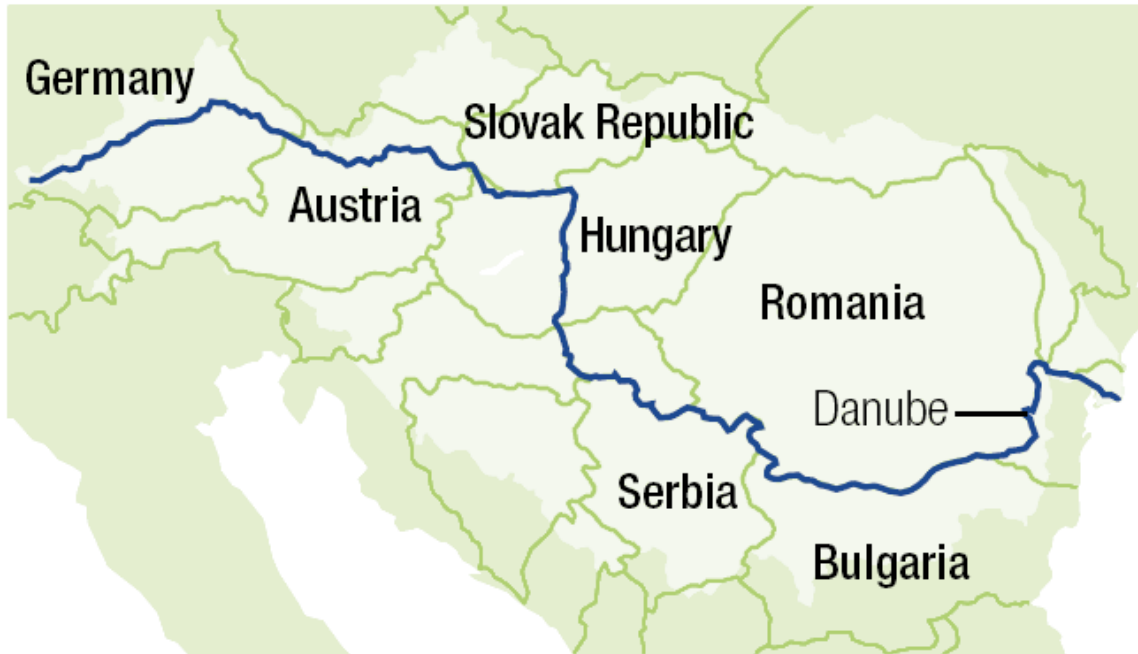 Germany
Slovak Republic
Austria
Hungary
Romania
Danube
Serbia
Bulgaria